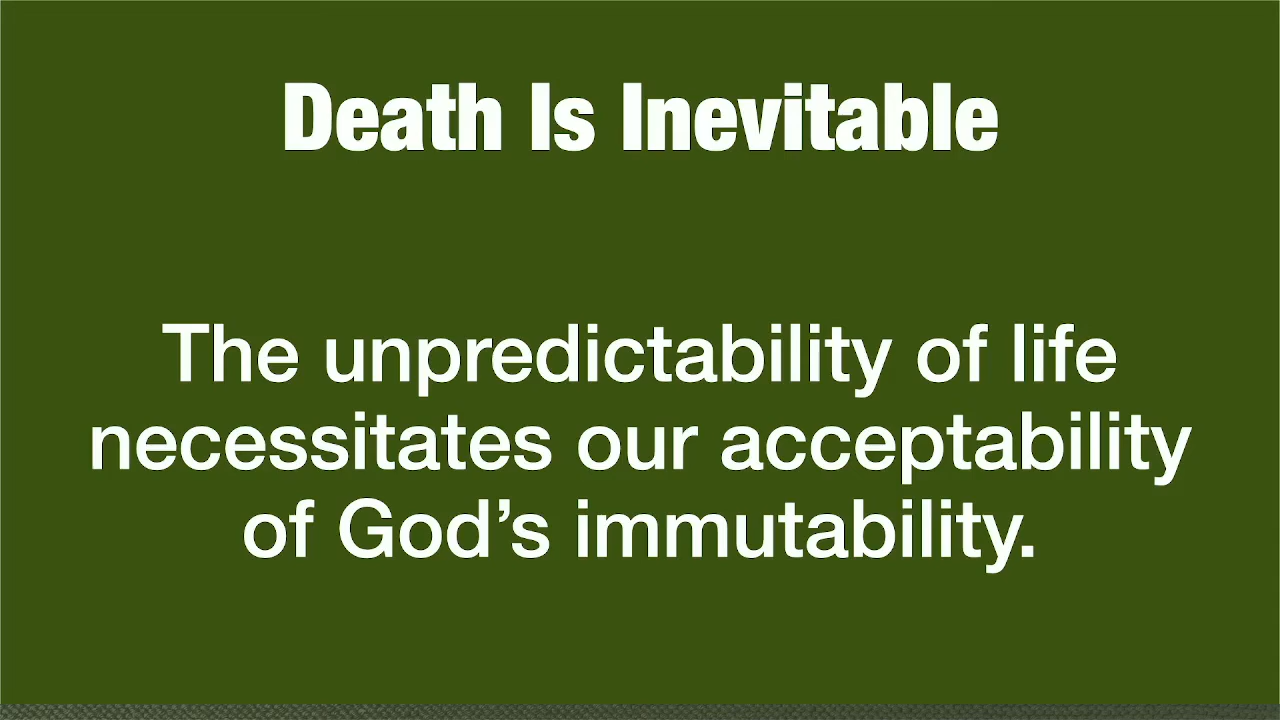 Death Is Inevitable
The unpredictability of life
necessitates our acceptability
of God’s immutability.